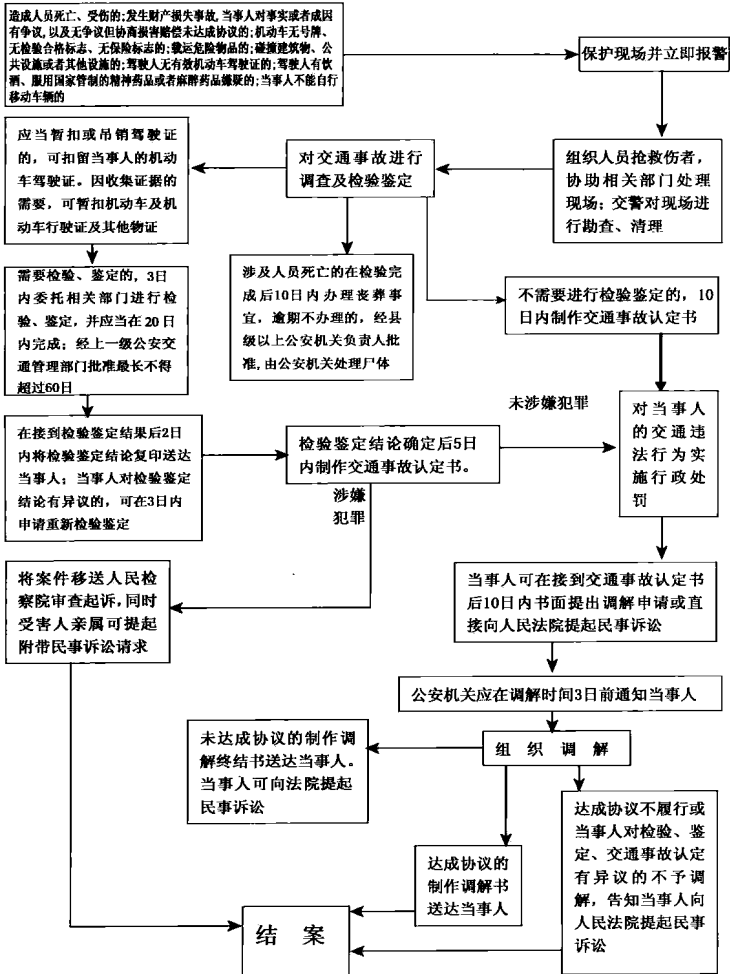 造成人员死亡、受伤的;发生财产损失事故,当事人对事实或者成因
有争议,以及无争议但协商损害赔偿未达成协议的;机动车无号牌、
无检验合格标志、无保险标志的;载运危险物品的;碰撞建筑物、公
共设施或者其他设施的;驾驶人无有效机动车驾驶证的;驾驶人有饮
酒、服用国家管制的精神药品或者麻醉药品嫌疑的;当事人不能自行
移动车辆的
保护现场并立即报警
组织人员抢救伤者，
协助相关部门处理
现场；交警对现场进
行勘查、清理
对交通事故进行
调查及检验鉴定
应当暂扣或吊销驾驶证
的，可扣留当事人的机动
车驾驶证。因收集证据的
需要，可暂扣机动车及机
动车行驶证及其他物证
涉及人员死亡的在检验完
成后10日内办理丧葬事
宜，逾期不办理的，经县
级以上公安机关负责人批
准,由公安机关处理尸体
不需要进行检验鉴定的，10
日内制作交通事故认定书
需要检验、鉴定的，3日
内委托相关部门进行检
验、鉴定，并应当在20日
内完成；经上一级公安交
通管理部门批准最长不得
超过60日
在接到检验鉴定结果后2日
内将检验鉴定结论复印送达
当事人；当事人对检验鉴定
结论有异议的，可在3日内
申请重新检验鉴定
检验鉴定结论确定后5日
内制作交通事故认定书。
未涉嫌犯罪
对当事人
的交通违
法行为实
施行政处
罚
涉嫌
犯罪
将案件移送人民检
察院审查起诉,同时
受害人亲属可提起
附带民事诉讼请求
当事人可在接到交通事故认定书
后10日内书面提出调解申请或直
接向人民法院提起民事诉讼
公安机关应在调解时间3日前通知当事人
组织调解
未达成协议的制作调
解终结书送达当事人。
当事人可向法院提起
民事诉讼
达成协议的
制作调解书
送达当事人
达成协议不履行或
当事人对检验、鉴
定、交通事故认定
有异议的不予调
解，告知当事人向
人民法院提起民事
诉讼
结案